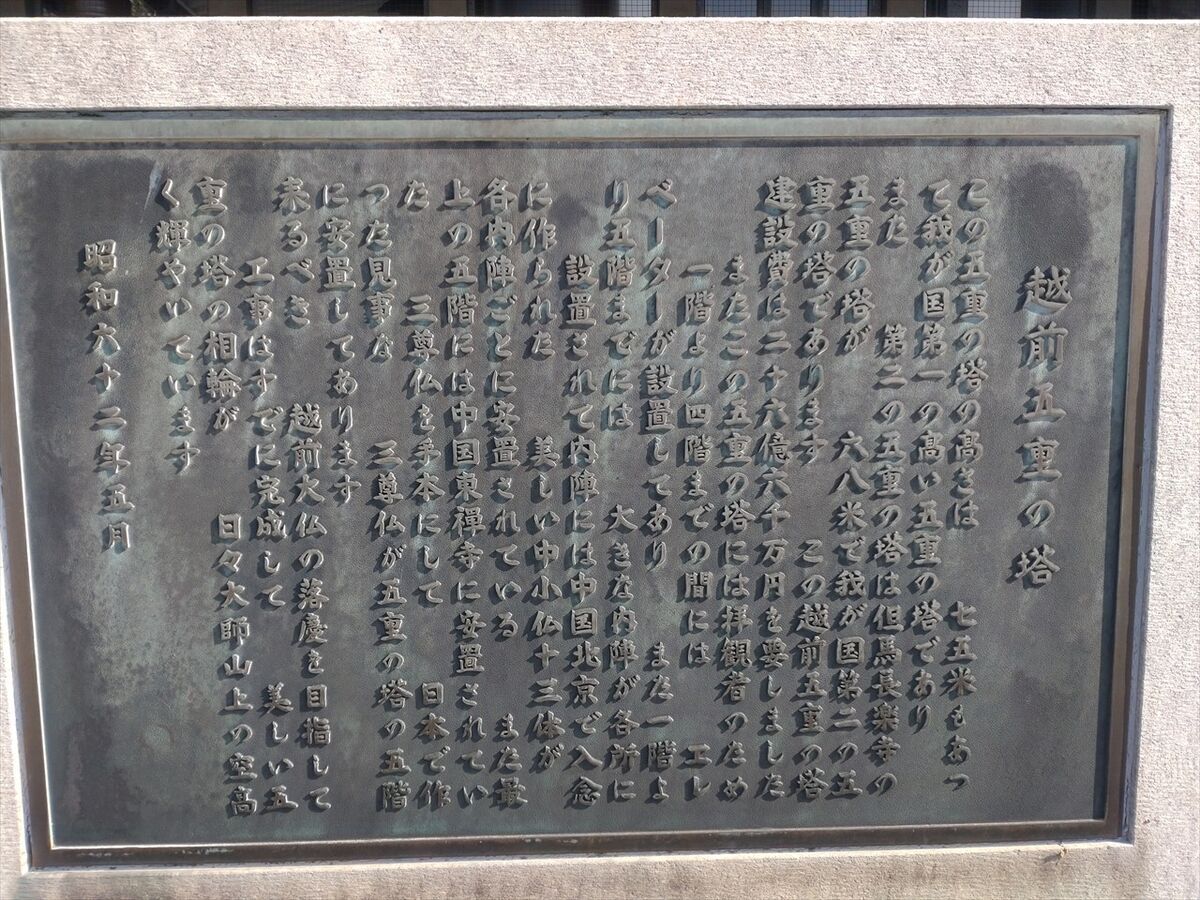 越前五重の塔
この五重の塔の高さは　七五米もあっ
て我が国第一の高い五重の塔であり
また　第二の五重の塔は但馬長楽寺の
五重の塔が　六八米で我が国第二の五
重の塔であります　この越前五重の塔
建設費は二十六億六千万円を要しました
またこの五重の塔には拝観者のため
一階より四階までの間には　エレ
ベーターが設置してあり　また一階よ
り五階までには　大きな内陣が各所に
設置されて内陣には中国北京で入念
に作られた　美しい中小仏十三体が
各内陣ごとに安置されている　また最
上の五階には中国東禪寺に安置されてい
た　三尊仏を手本にして　日本で作
った見事な　三尊仏が五重の塔の五階
に安置してあります
来るべき　越前大仏の落慶を目指して
工事はすでに完成して　美しい五
重の塔の相輪が　日々大師山上の空高
く輝やいています
昭和六十二年五月